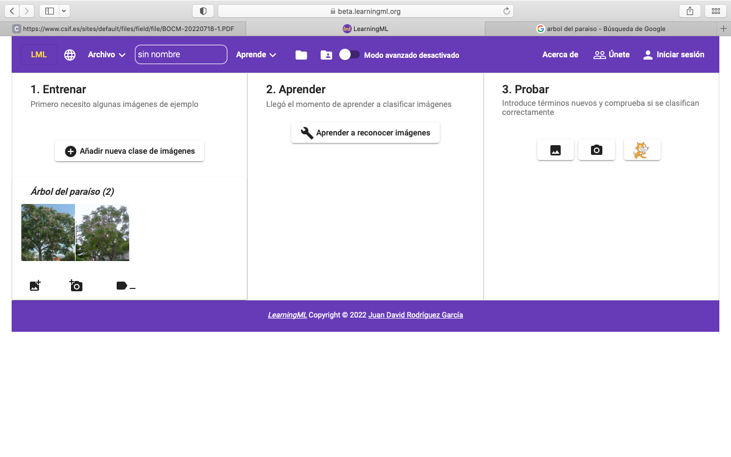 beta.learningml.org
https://www.csif.es/sites/default/files/field/file/BOCM-20220718-1.PDF
LearningML
arbol del paraiso - Búsqueda de Google
LML
Archivo
sin nombre
Aprende
Modo avanzado desactivado
Acerca de
Únete
Iniciar sesión
1. Entrenar
Primero necesito algunas imágenes de ejemplo
Añadir nueva clase de imágenes
Árbol del paraíso (2)
2. Aprender
Llegó el momento de aprender a clasificar imágenes
Aprender a reconocer imágenes
3. Probar
Introduce términos nuevos y comprueba si se clasifican
correctamente
LearningML Copyright © 2022 Juan David Rodríguez García